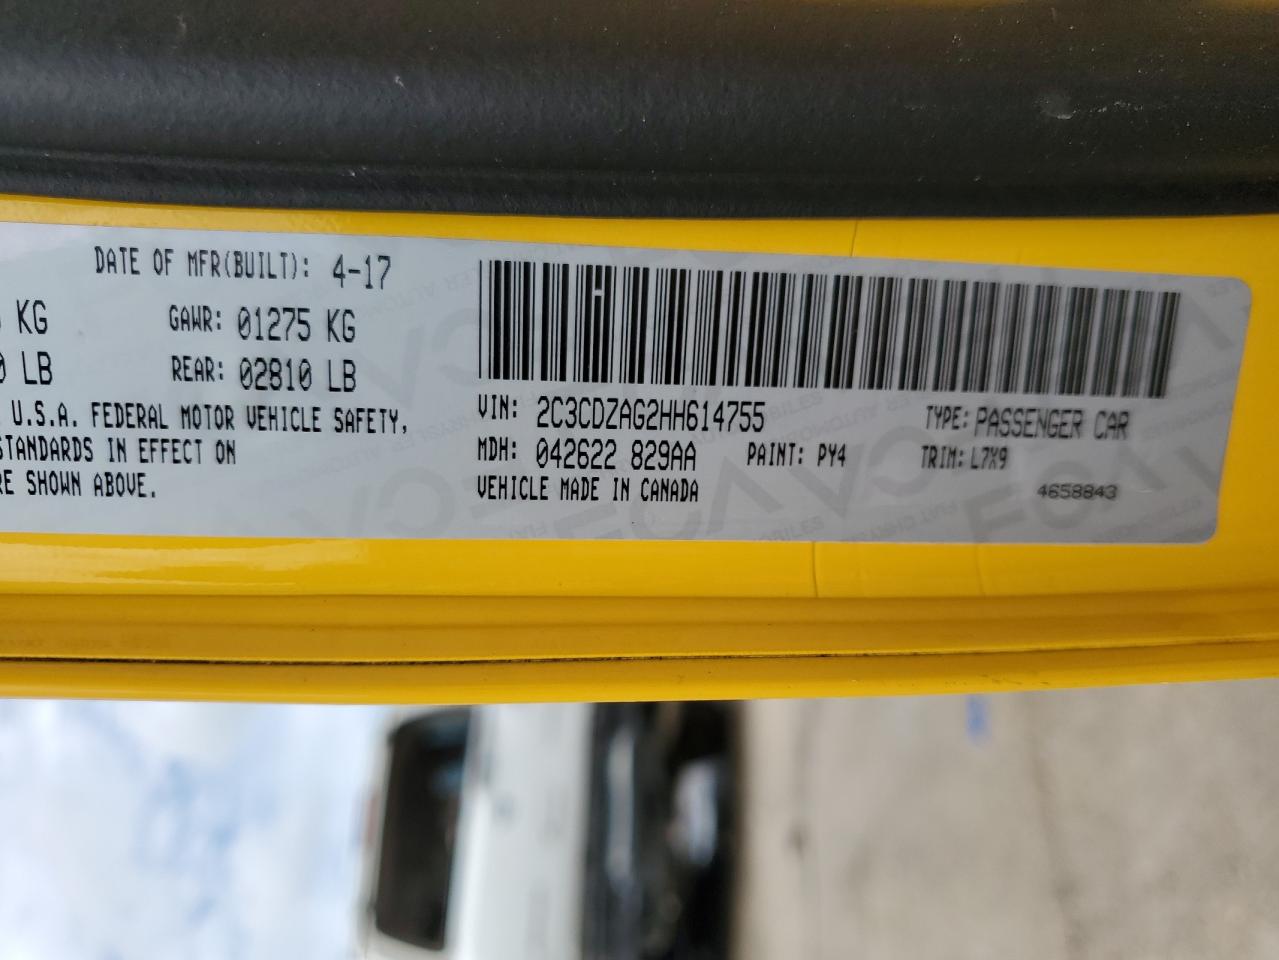 DATE OF MFR(BUILT): 4-17
KG GAWR: 01275 KG
LB REAR: 02810 LB
U.S.A. FEDERAL MOTOR VEHICLE SAFETY,
STANDARDS IN EFFECT ON
RE SHOWN ABOVE.
VIN: 2C3CDZAG2HH614755 TYPE: PASSENGER CAR
MDH: 042622 829AA PAINT: PY4 TRIM: L7X9
VEHICLE MADE IN CANADA 4658843